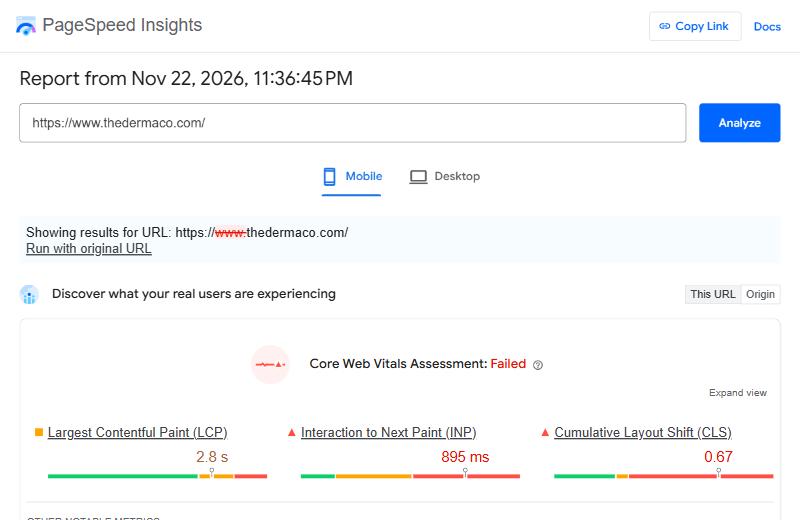 PageSpeed Insights
Copy Link
Docs
Report from Nov 22, 2026, 11:36:45 PM
https://www.thedermaco.com/
Analyze
Mobile
Desktop
Showing results for URL: https://www.thedermaco.com/
Run with original URL
Discover what your real users are experiencing
This URL
Origin
Core Web Vitals Assessment: Failed
Expand view
Largest Contentful Paint (LCP)
2.8 s
Interaction to Next Paint (INP)
895 ms
Cumulative Layout Shift (CLS)
0.67
OTHER NOTABLE METRICS